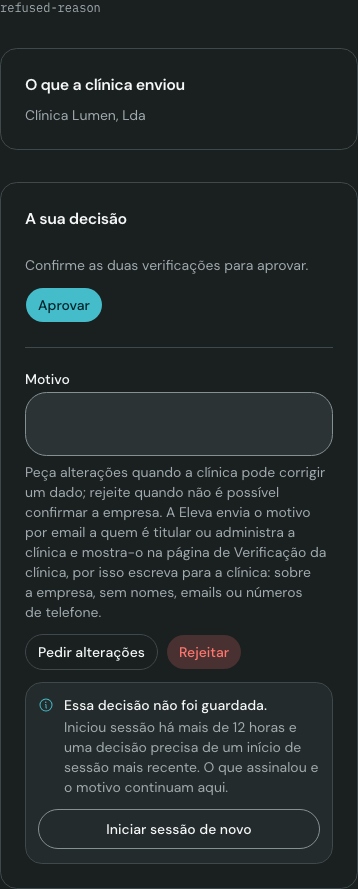 refused-reason
O que a clínica enviou
Clínica Lumen, Lda
A sua decisão
Confirme as duas verificações para aprovar.
Aprovar
Motivo
Peça alterações quando a clínica pode corrigir
um dado; rejeite quando não é possível
confirmar a empresa. A Eleva envia o motivo
por email a quem é titular ou administra a
clínica e mostra-o na página de Verificação da
clínica, por isso escreva para a clínica: sobre
a empresa, sem nomes, emails ou números
de telefone.
Pedir alterações
Rejeitar
Essa decisão não foi guardada.
Iniciou sessão há mais de 12 horas e
uma decisão precisa de um início de
sessão mais recente. O que assinalou e
o motivo continuam aqui.
Iniciar sessão de novo